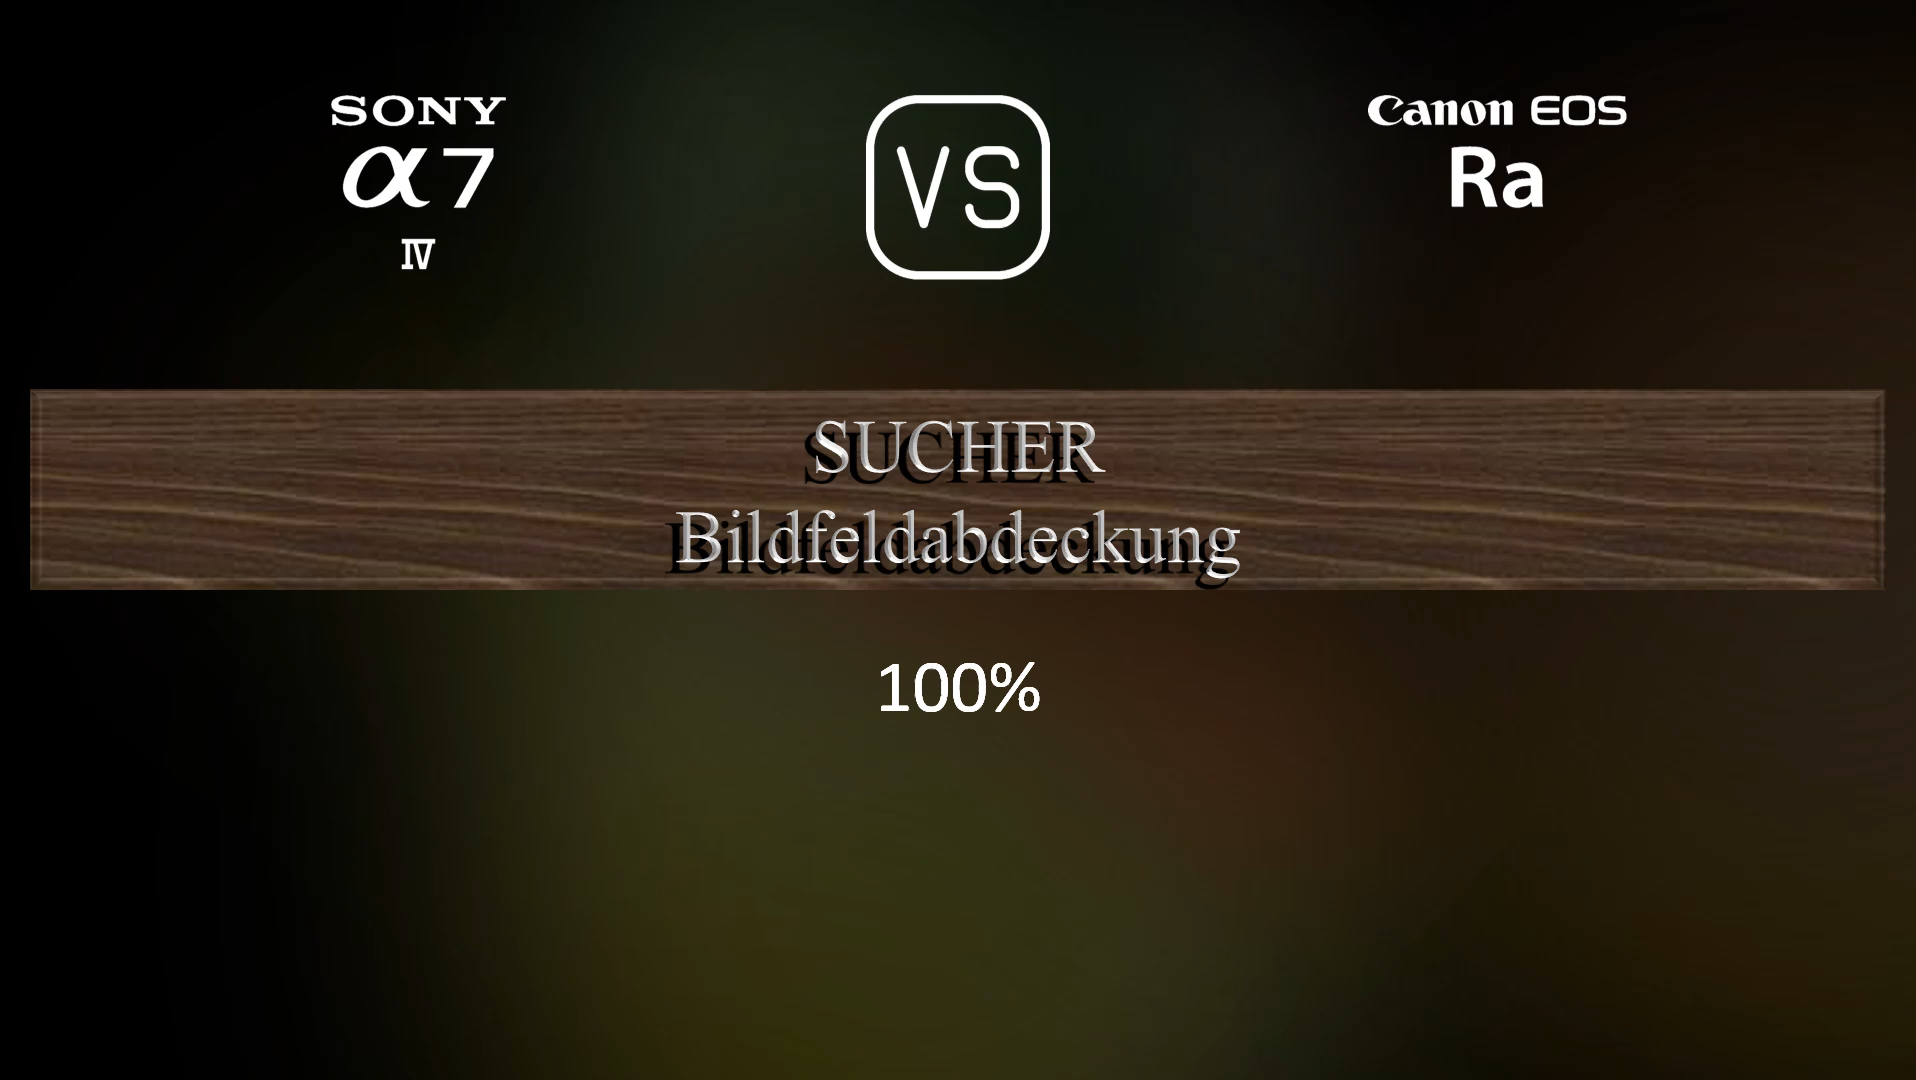 SONY
α7
IV
VS
Canon EOS
Ra
SUCHER
Bildfeldabdeckung
100%